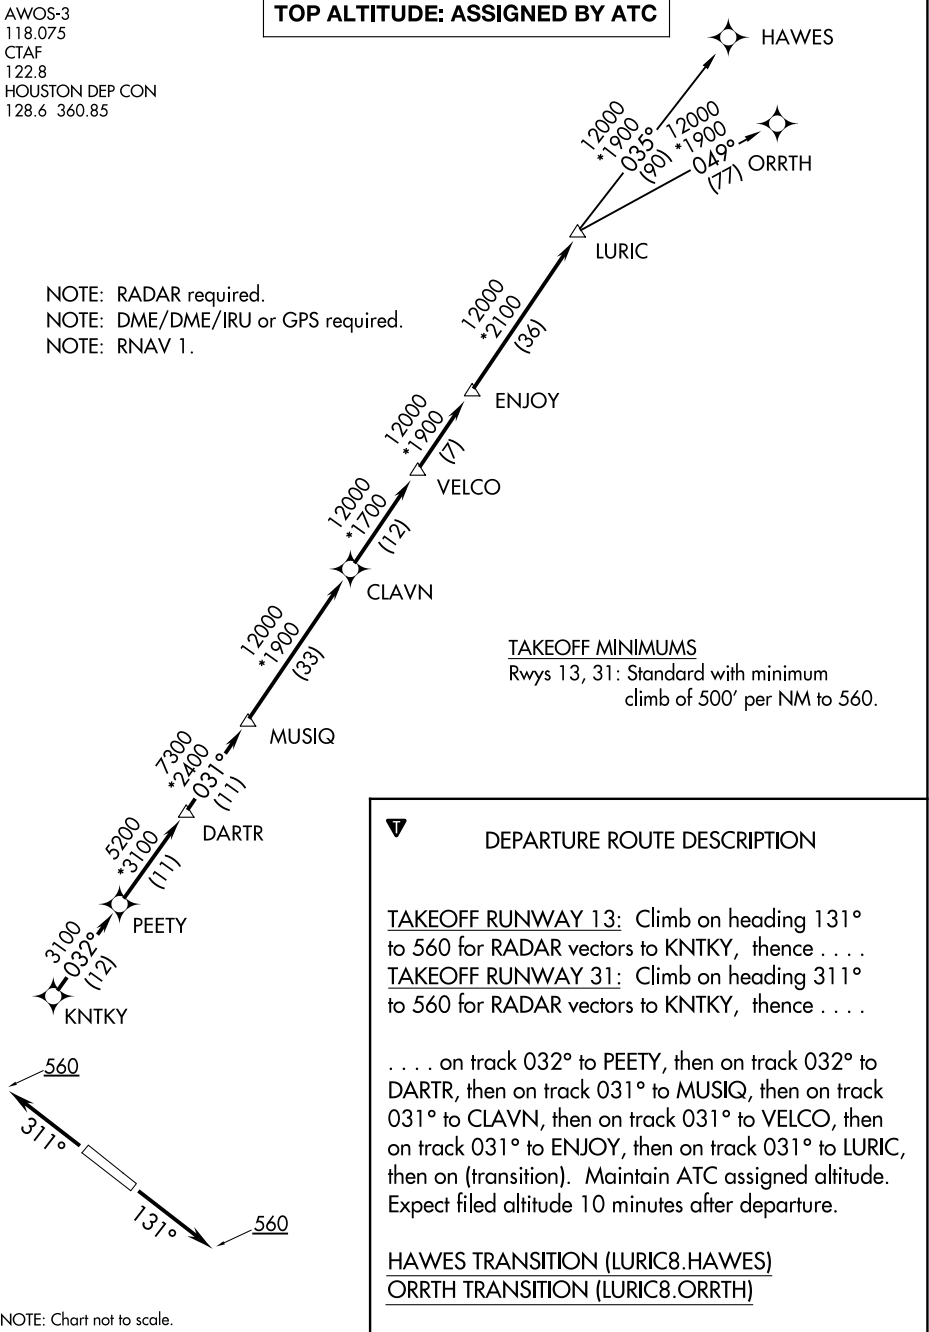 AWOS-3
118.075
CTAF
122.8
HOUSTON DEP CON
128.6 360.85
TOP ALTITUDE: ASSIGNED BY ATC
HAWES
12000
*1900
035°
(90)
12000
*1900
049°
(77)
ORRTH
LURIC
NOTE: RADAR required.
NOTE: DME/DME/IRU or GPS required.
NOTE: RNAV 1.
12000
*2100
(36)
ENJOY
12000
*1900
(7)
VELCO
12000
*1700
(12)
CLAVN
12000
*1900
(33)
TAKEOFF MINIMUMS
Rwys 13, 31: Standard with minimum
climb of 500' per NM to 560.
MUSIQ
7300
*2400
031°
(11)
DARTR
5200
*3100
(11)
PEETY
3100
032°
(12)
KNTKY
560
311°
131°
560
NOTE: Chart not to scale.
T
DEPARTURE ROUTE DESCRIPTION
TAKEOFF RUNWAY 13: Climb on heading 131°
to 560 for RADAR vectors to KNTKY, thence . . . .
TAKEOFF RUNWAY 31: Climb on heading 311°
to 560 for RADAR vectors to KNTKY, thence . . . .
. . . . on track 032° to PEETY, then on track 032° to
DARTR, then on track 031° to MUSIQ, then on track
031° to CLAVN, then on track 031° to VELCO, then
on track 031° to ENJOY, then on track 031° to LURIC,
then on (transition). Maintain ATC assigned altitude.
Expect filed altitude 10 minutes after departure.
HAWES TRANSITION (LURIC8.HAWES)
ORRTH TRANSITION (LURIC8.ORRTH)